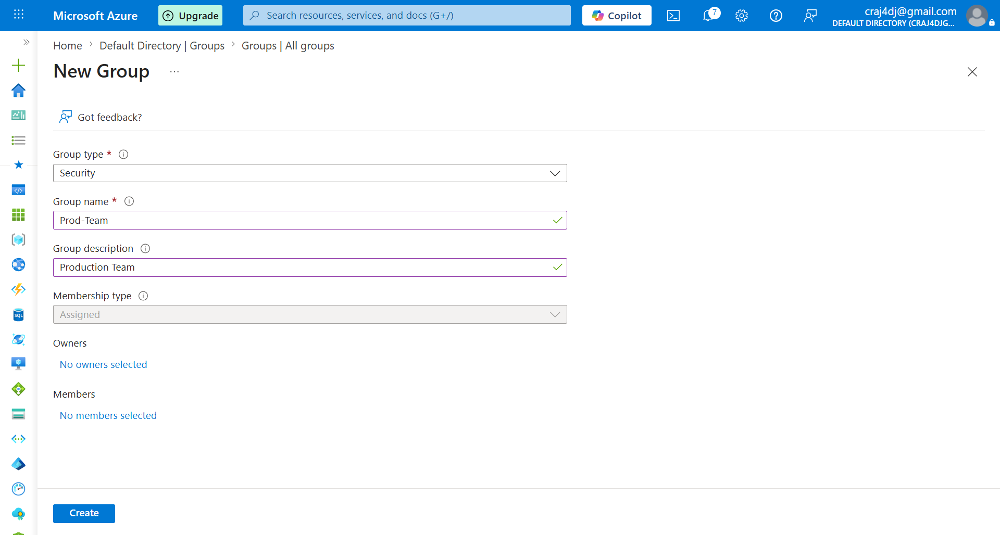 Microsoft Azure
Upgrade
Search resources, services, and docs (G+/)
Copilot
7
craj4dj@gmail.com
DEFAULT DIRECTORY (CRAJ4DJG...
Home > Default Directory | Groups > Groups | All groups
New Group ...
Got feedback?
Group type *
Security
Group name *
Prod-Team
Group description
Production Team
Membership type
Assigned
Owners
No owners selected
Members
No members selected
SQL
Create